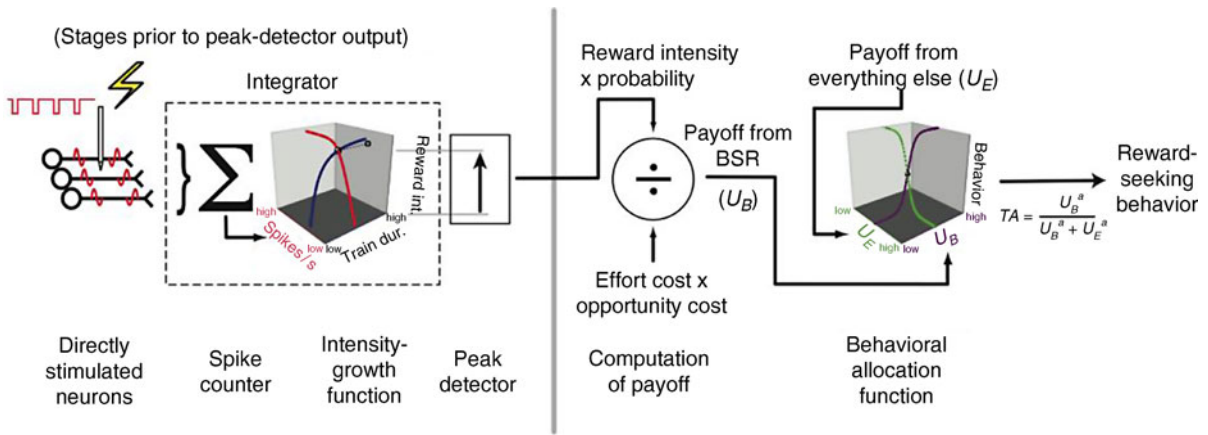 (Stages prior to peak-detector output)
Integrator
Σ
high
Spikes/s
low
low
Train dur.
high
Reward int.
Directly
stimulated
neurons
Spike
counter
Intensity-
growth
function
Peak
detector
Reward intensity
x probability
÷
Effort cost x
opportunity cost
Payoff from
BSR
(U_B)
Payoff from
everything else (U_E)
low
U_E
high
low
U_B
high
Behavior
TA = U_B^a / (U_B^a + U_E^a)
Reward-
seeking
behavior
Computation
of payoff
Behavioral
allocation
function